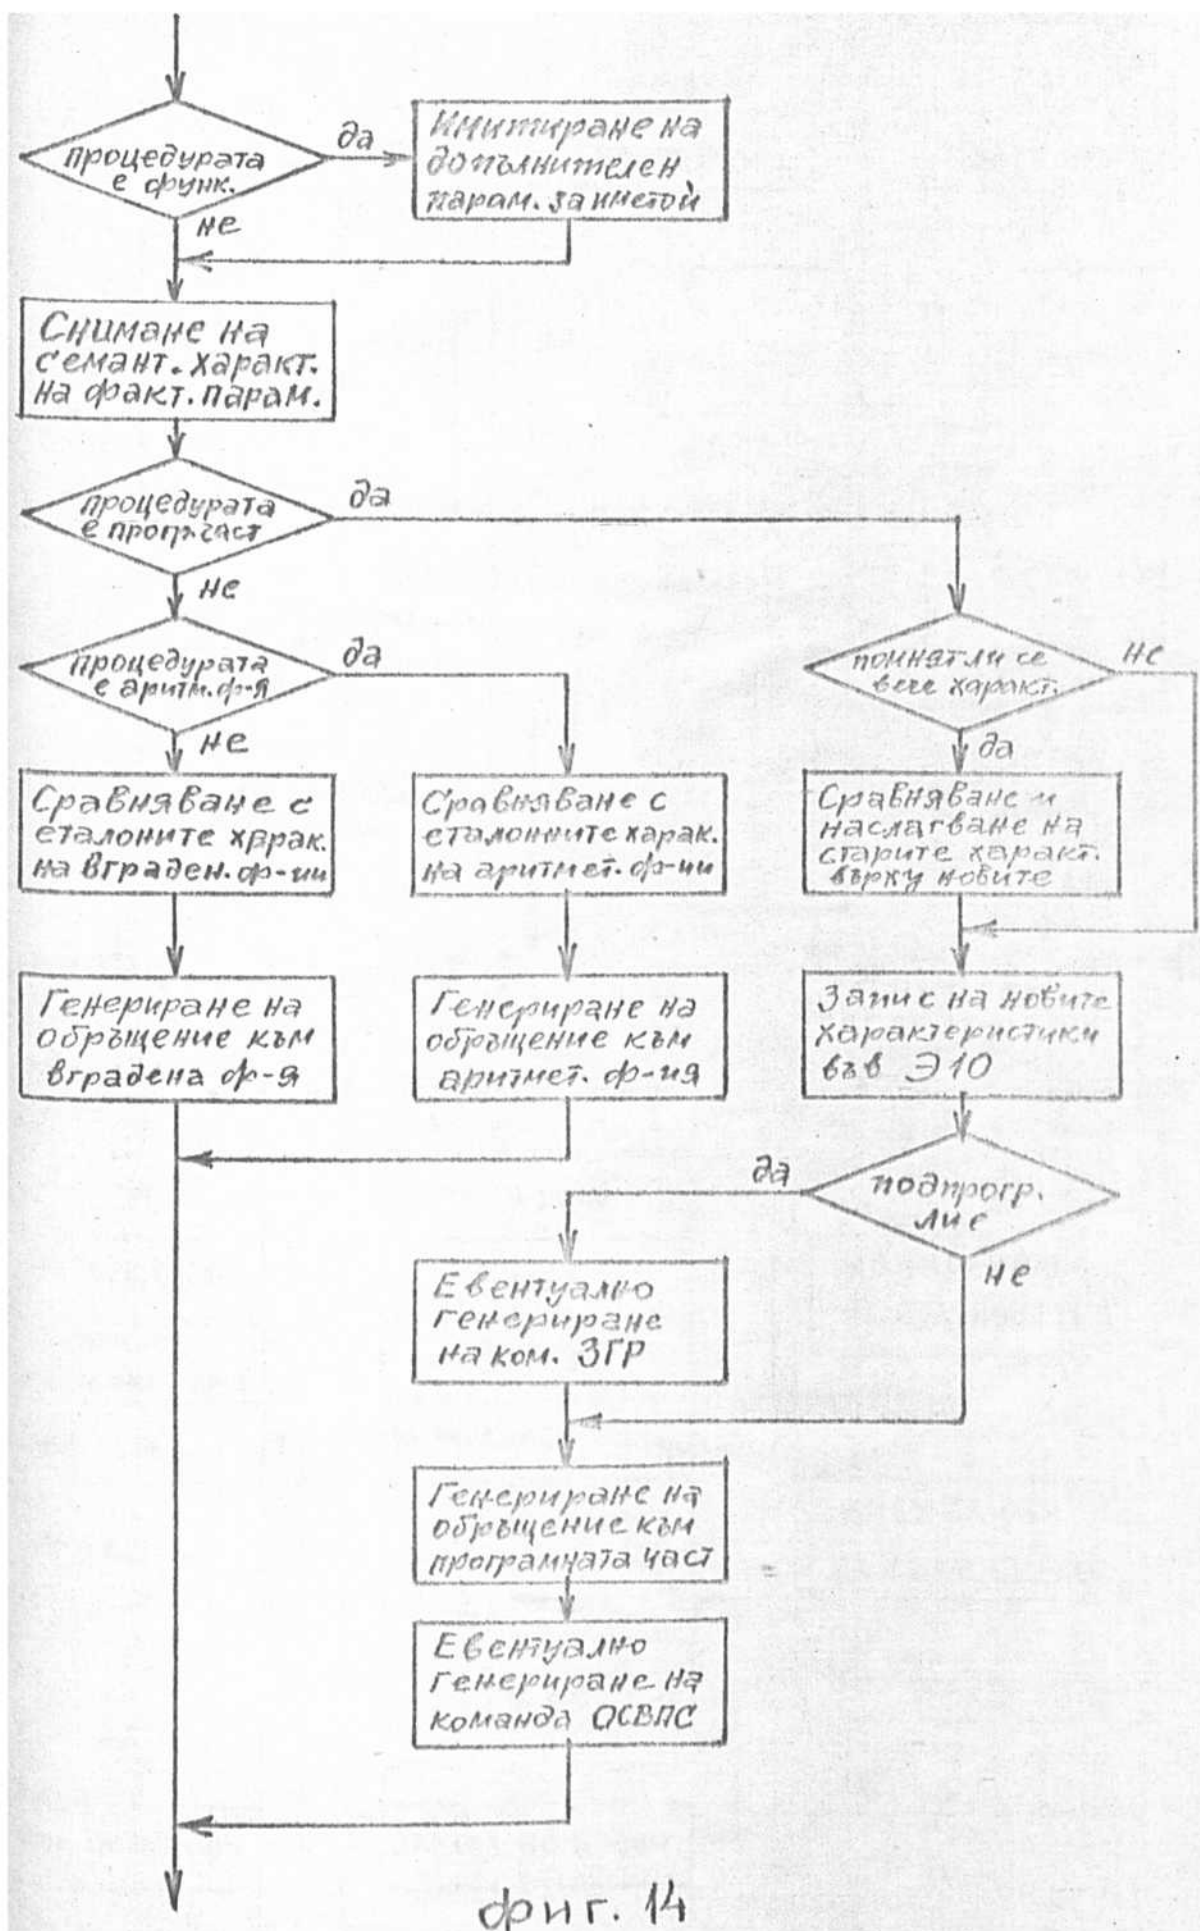 процедурата
е функ.
да
Имитиране на
допълнителен
парам. за името ѝ
не
Снимане на
семант. характ.
на факт. парам.
процедурата
е progr. част
да
не
процедурата
е аритм. ф-я
да
помнят ли се
вече характ.
не
не
да
Сравняване с
еталоните харак.
на вграден. ф-ии
Сравняване с
еталонните харак.
на аритмет. ф-ии
Сравняване и
наслагване на
старите характ.
върху новите
Генериране на
обръщение към
вградена ф-я
Генериране на
обръщение към
аритмет. ф-ия
Запис на новите
характеристики
във Э10
да
подпрогр.
ли е
не
Евентуално
генериране
на ком. ЗГР
Генериране на
обръщение към
програмната част
Евентуално
генериране на
команда ОСВПС
фиг. 14